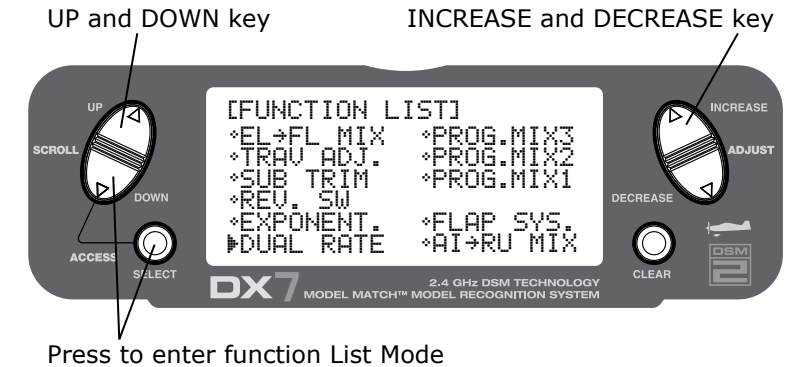 UP and DOWN key
INCREASE and DECREASE key
UP
SCROLL
DOWN
ACCESS
SELECT
[FUNCTION LIST]
EL→FL MIX
TRAV ADJ.
SUB TRIM
REV. SW
EXPONENT.
DUAL RATE
PROG.MIX3
PROG.MIX2
PROG.MIX1
FLAP SYS.
AI→RU MIX
INCREASE
ADJUST
DECREASE
CLEAR
DSM
2
DX7
2.4 GHz DSM TECHNOLOGY
MODEL MATCH™ MODEL RECOGNITION SYSTEM
Press to enter function List Mode